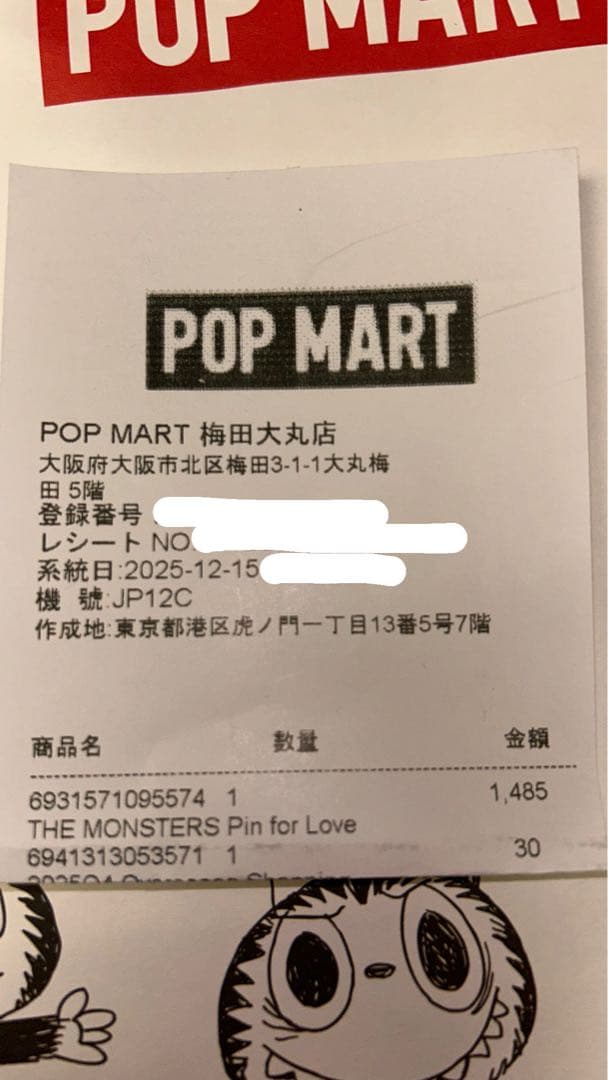 POP MART
POP MART
POP MART 梅田大丸店
大阪府大阪市北区梅田3-1-1大丸梅
田 5階
登録番号
レシート NO.
系統日:2025-12-15
機 號:JP12C
作成地:東京都港区虎ノ門一丁目13番5号7階
商品名 数量 金額
6931571095574 1 1,485
THE MONSTERS Pin for Love
6941313053571 1 30
2025Q4 Overseas Shopping